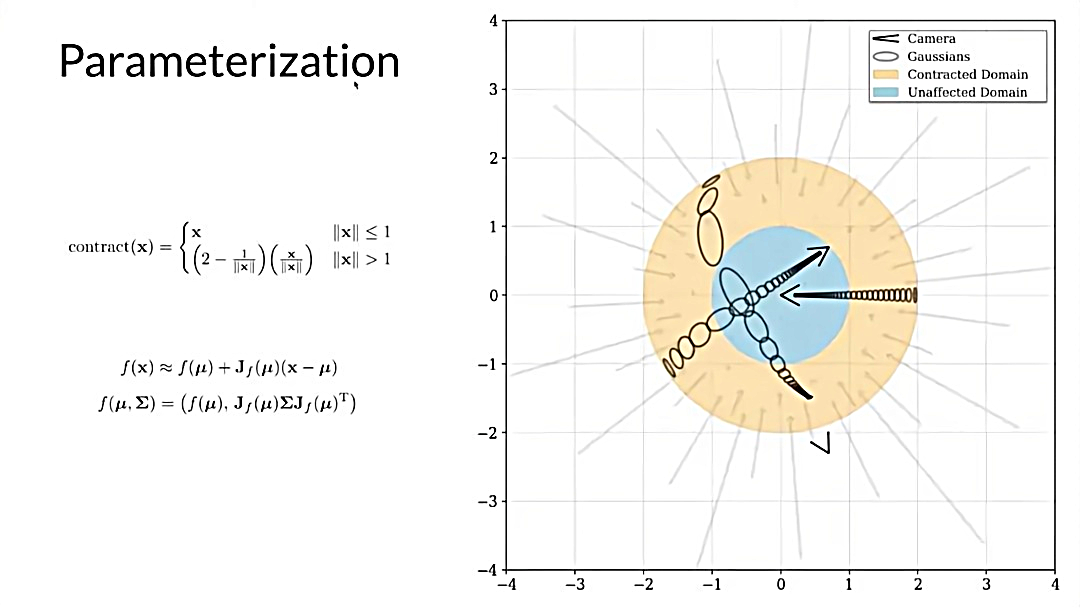 Parameterization
contract(x) = { x ‖x‖ ≤ 1
(2 − 1/‖x‖)(x/‖x‖) ‖x‖ > 1
f(x) ≈ f(μ) + J_f(μ)(x − μ)
f(μ, Σ) = (f(μ), J_f(μ)ΣJ_f(μ)^T)
Camera
Gaussians
Contracted Domain
Unaffected Domain
4
3
2
1
0
−1
−2
−3
−4
−4 −3 −2 −1 0 1 2 3 4